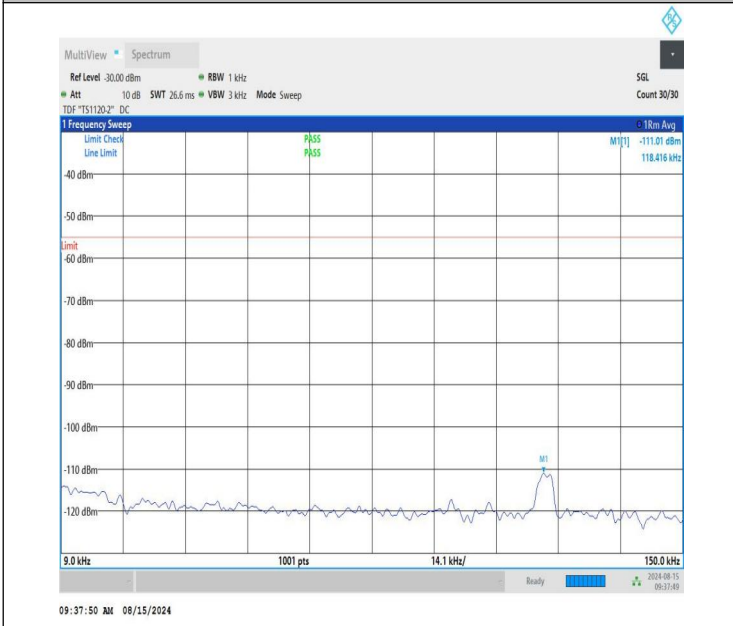 R S
MultiView Spectrum
Ref Level -30.00 dBm RBW 1 kHz SGL
Att 10 dB SWT 26.6 ms VBW 3 kHz Mode Sweep Count 30/30
TDF "TS1120-2" DC
1 Frequency Sweep 1Rm Avg
Limit Check PASS M1[1] -111.01 dBm
Line Limit PASS 118.416 kHz
-40 dBm
-50 dBm
Limit
-60 dBm
-70 dBm
-80 dBm
-90 dBm
-100 dBm
M1
-110 dBm
-120 dBm
9.0 kHz 1001 pts 14.1 kHz/ 150.0 kHz
Ready 2024-08-15
09:37:49
09:37:50 AM 08/15/2024